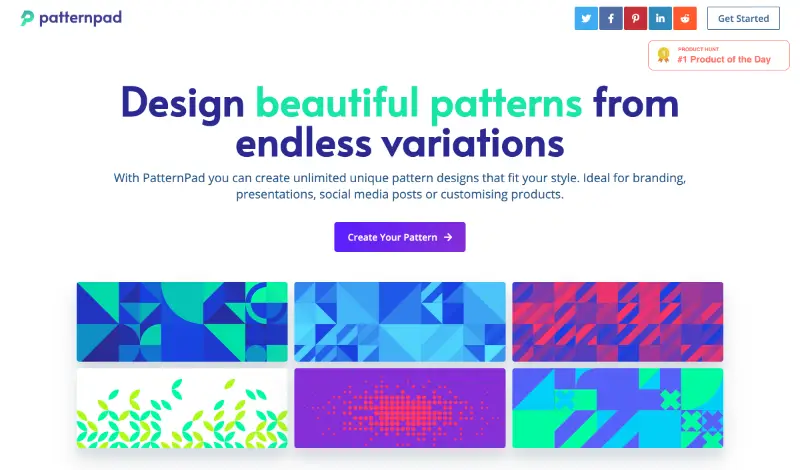 patternpad
Get Started
PRODUCT HUNT
#1 Product of the Day
Design beautiful patterns from
endless variations
With PatternPad you can create unlimited unique pattern designs that fit your style. Ideal for branding,
presentations, social media posts or customising products.
Create Your Pattern